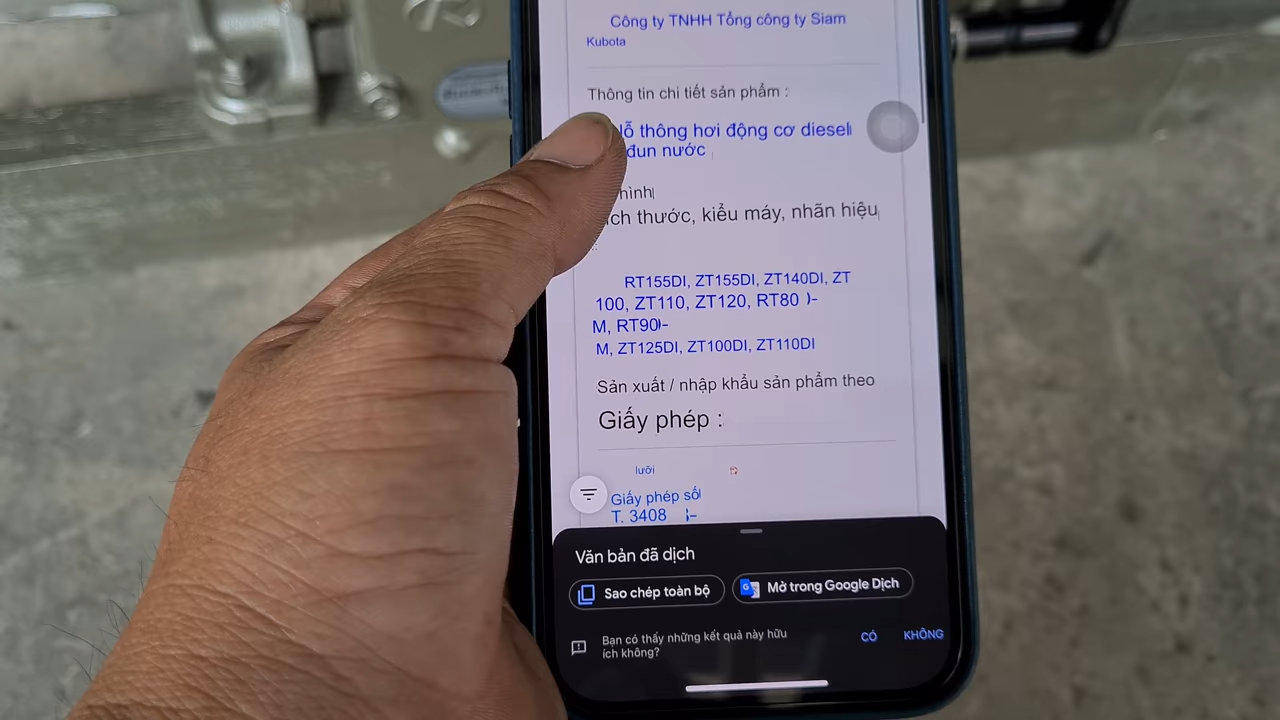 Công ty TNHH Tổng công ty Siam
Kubota
Thông tin chi tiết sản phẩm :
thông hơi động cơ diesel
đun nước
hình
thước, kiểu máy, nhãn hiệu
RT155DI, ZT155DI, ZT140DI, ZT
100, ZT110, ZT120, RT80 )-
M, RT90)-
M, ZT125DI, ZT100DI, ZT110DI
Sản xuất / nhập khẩu sản phẩm theo
Giấy phép :
lưỡi
Giấy phép số
T. 3408
Văn bản đã dịch
Sao chép toàn bộ
Mở trong Google Dịch
Bạn có thấy những kết quả này hữu
ích không?
CÓ
KHÔNG